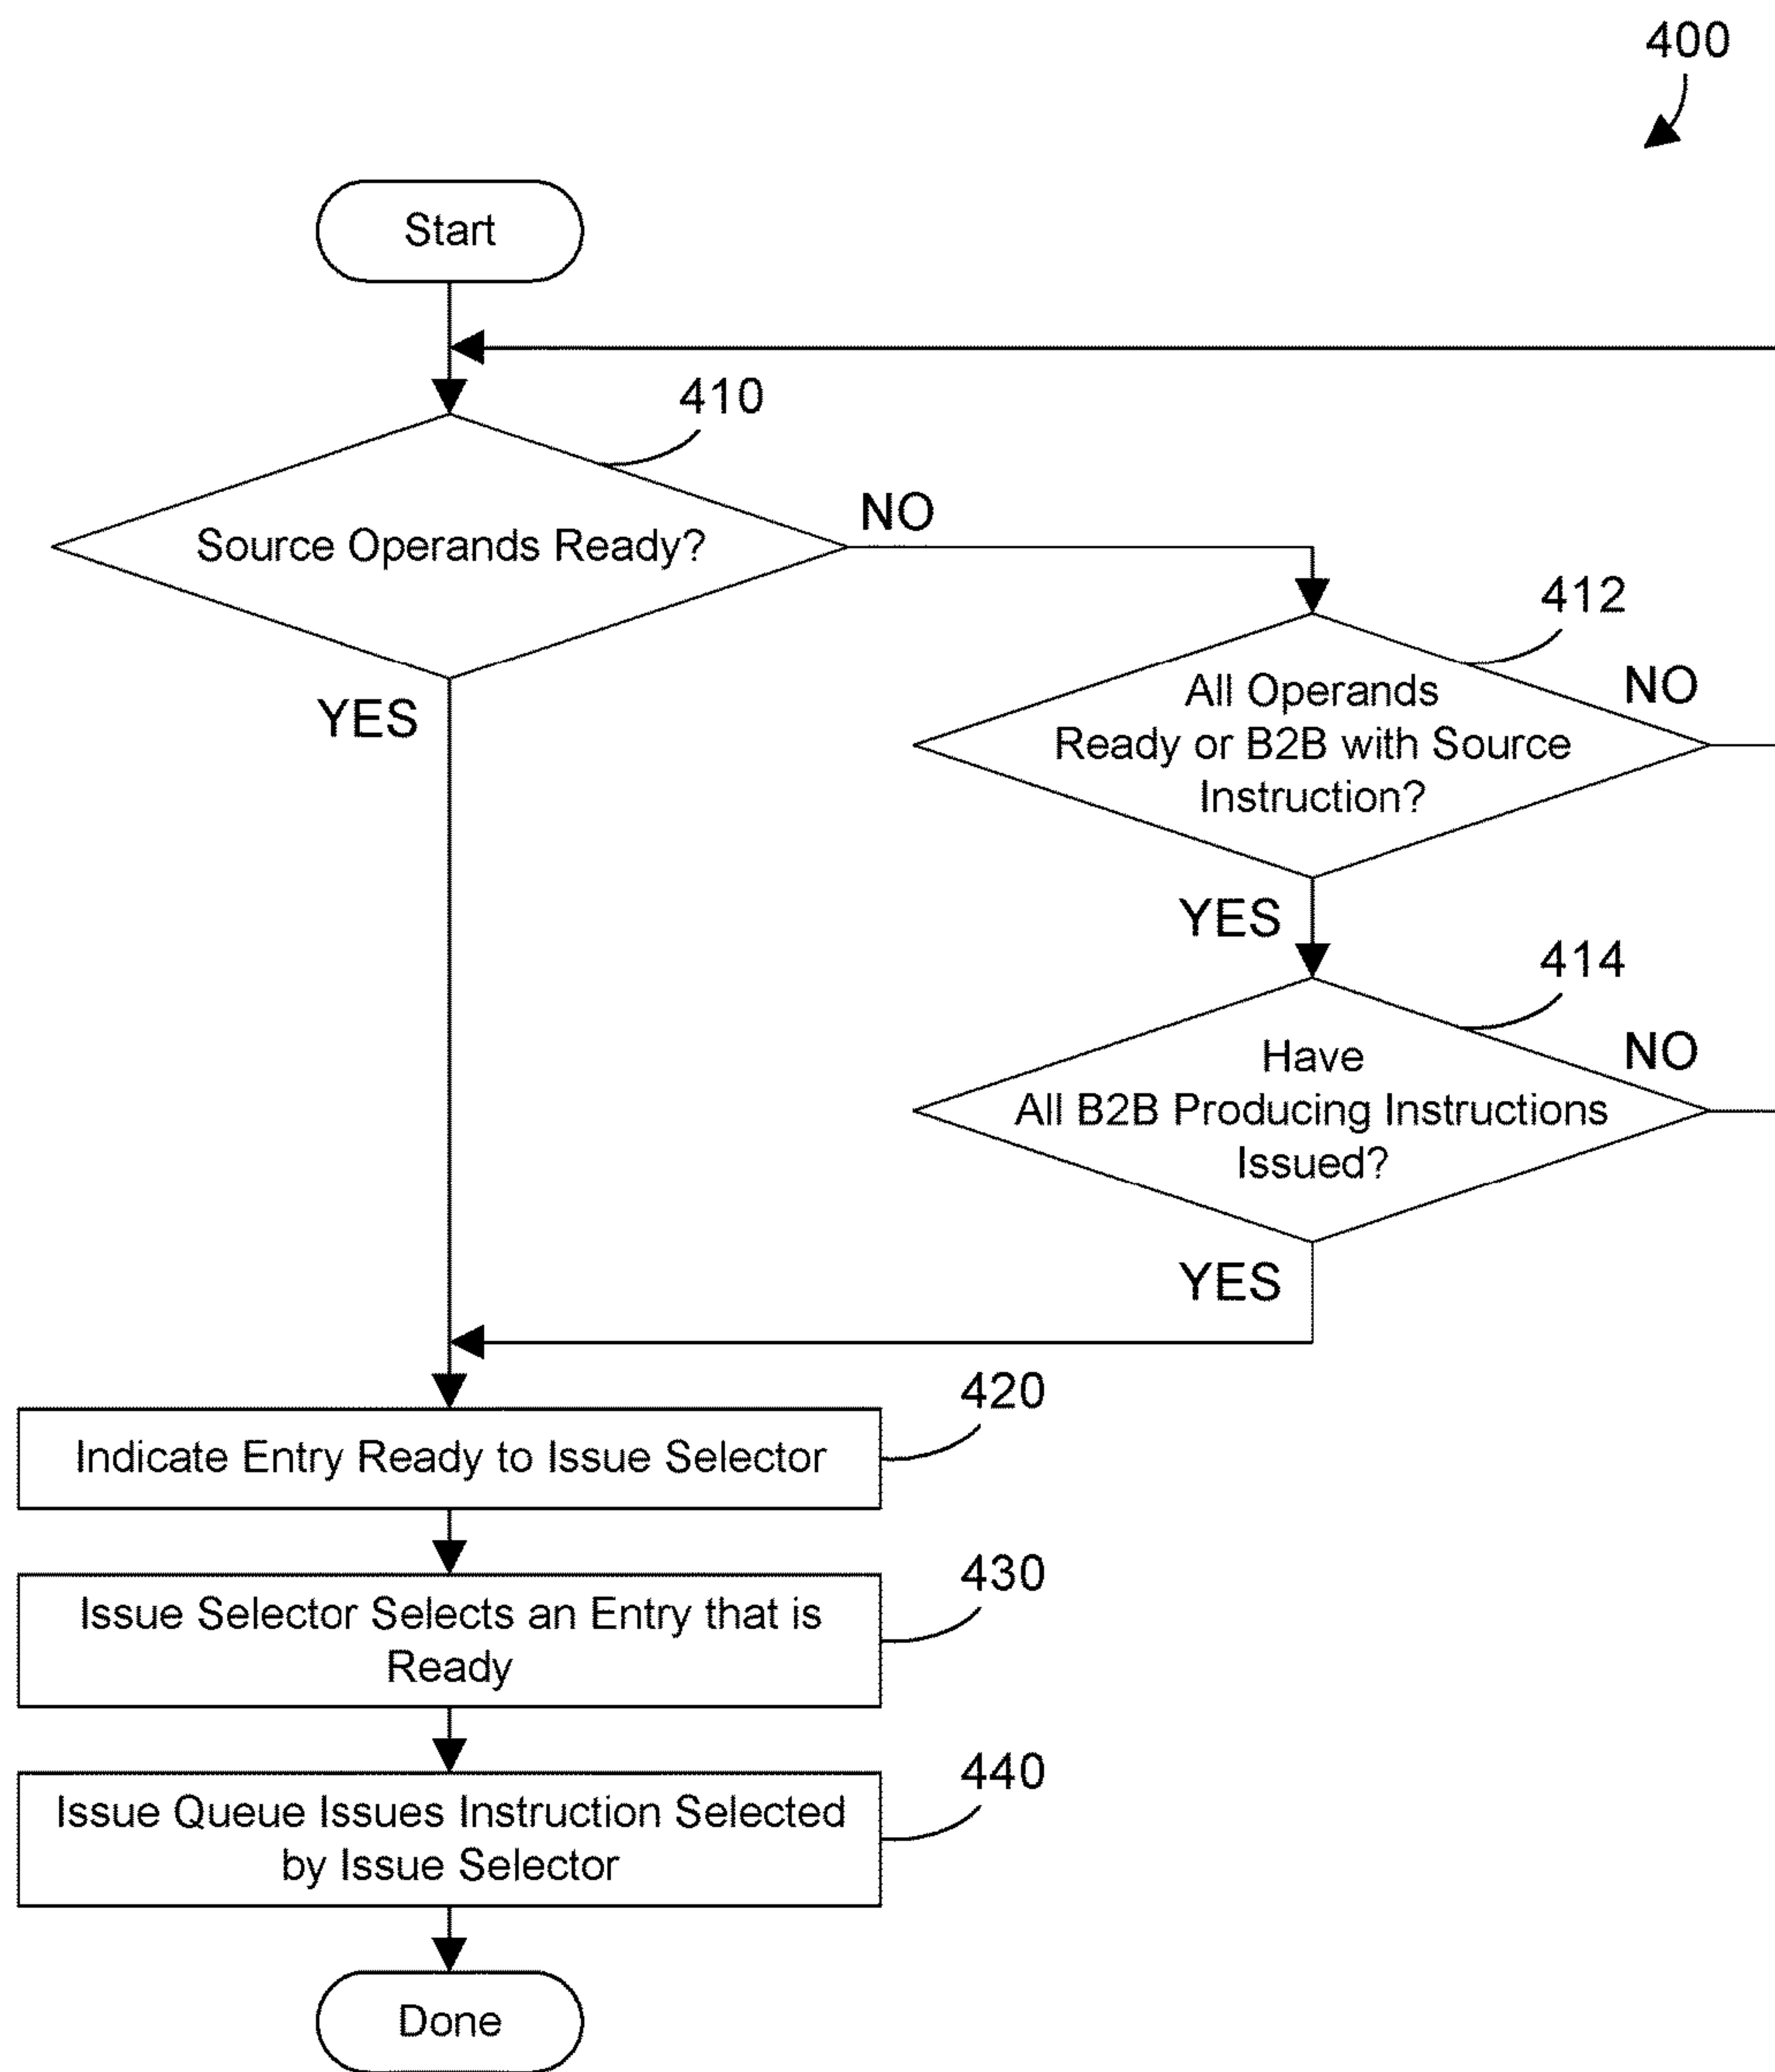 400
Start
410
Source Operands Ready?
NO
YES
412
All Operands
Ready or B2B with Source
Instruction?
NO
YES
414
Have
All B2B Producing Instructions
Issued?
NO
YES
420
Indicate Entry Ready to Issue Selector
430
Issue Selector Selects an Entry that is
Ready
440
Issue Queue Issues Instruction Selected
by Issue Selector
Done